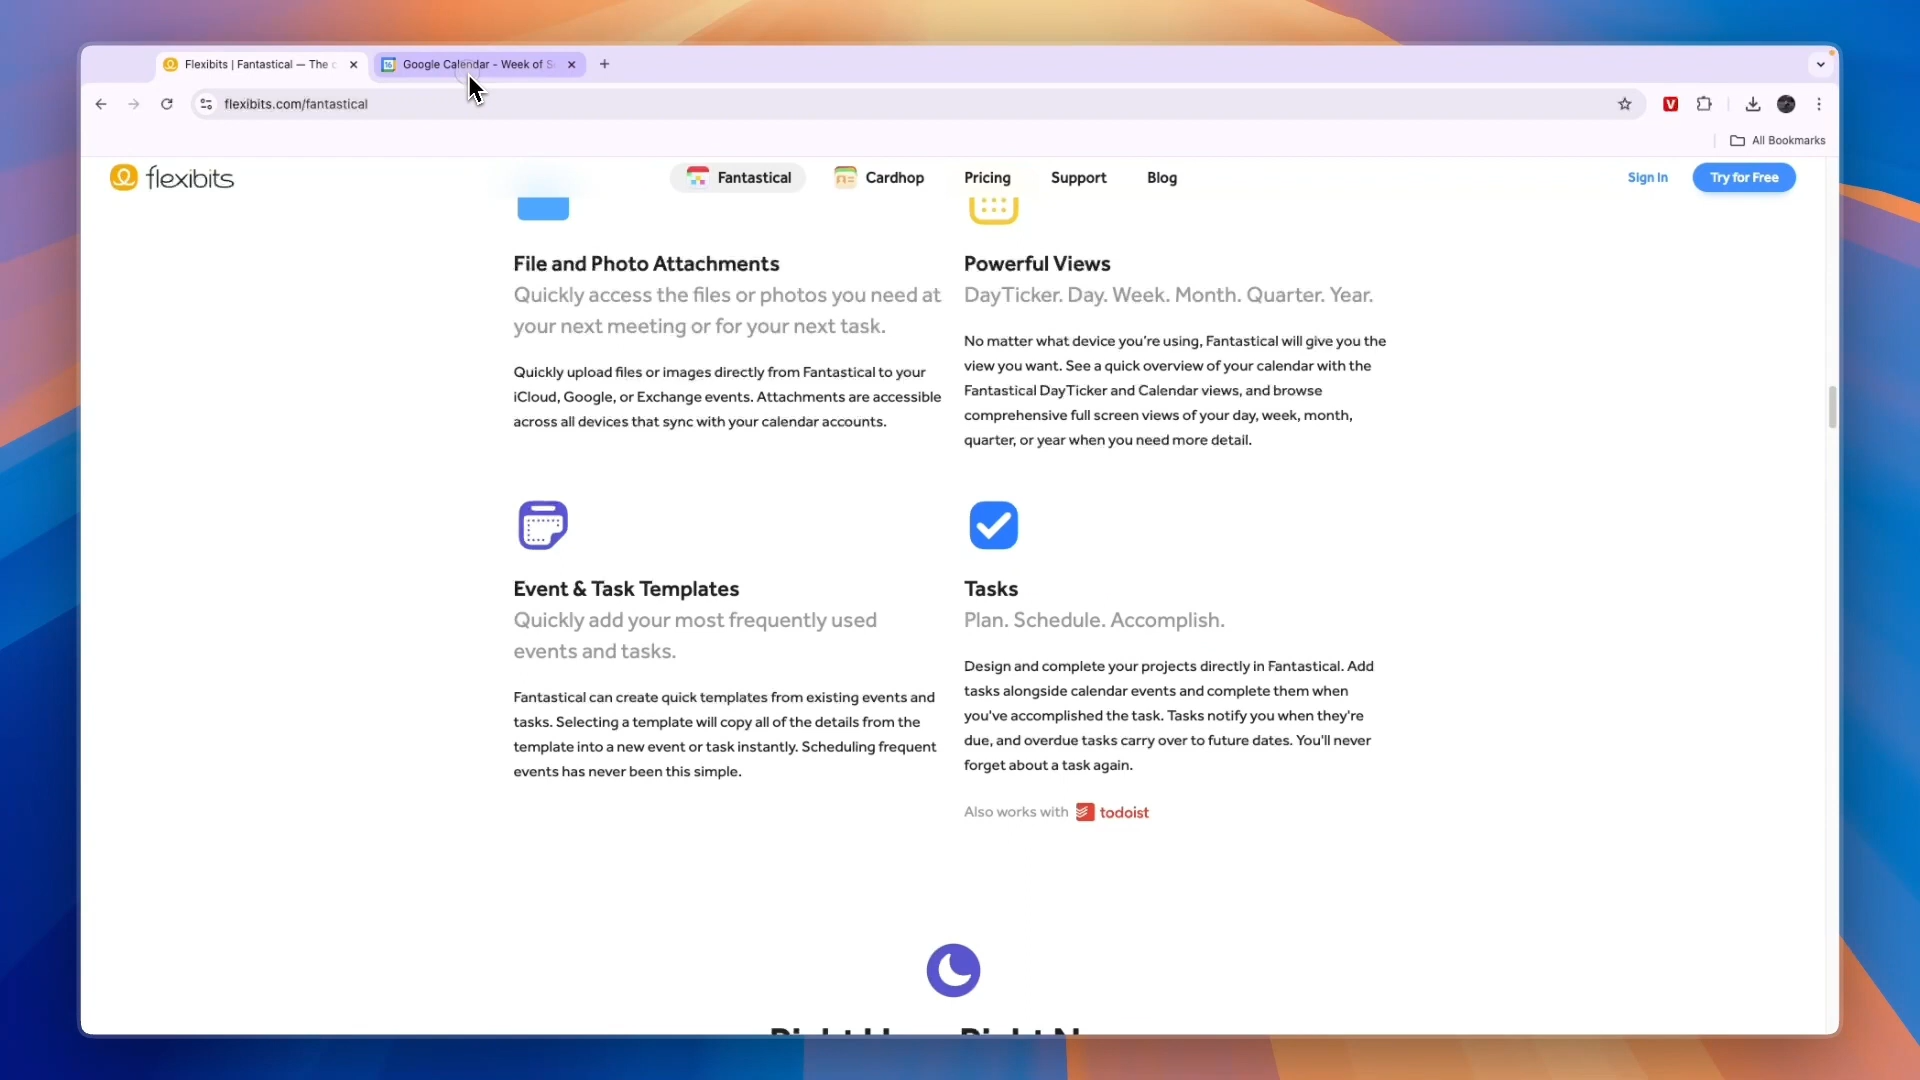 Flexibits | Fantastical — The c
Google Calendar - Week of S
flexibits.com/fantastical
V
All Bookmarks
flexibits
Fantastical
Cardhop
Pricing
Support
Blog
Sign In
Try for Free
File and Photo Attachments
Quickly access the files or photos you need at
your next meeting or for your next task.
Quickly upload files or images directly from Fantastical to your
iCloud, Google, or Exchange events. Attachments are accessible
across all devices that sync with your calendar accounts.
Powerful Views
DayTicker. Day. Week. Month. Quarter. Year.
No matter what device you're using, Fantastical will give you the
view you want. See a quick overview of your calendar with the
Fantastical DayTicker and Calendar views, and browse
comprehensive full screen views of your day, week, month,
quarter, or year when you need more detail.
Event & Task Templates
Quickly add your most frequently used
events and tasks.
Fantastical can create quick templates from existing events and
tasks. Selecting a template will copy all of the details from the
template into a new event or task instantly. Scheduling frequent
events has never been this simple.
Tasks
Plan. Schedule. Accomplish.
Design and complete your projects directly in Fantastical. Add
tasks alongside calendar events and complete them when
you've accomplished the task. Tasks notify you when they're
due, and overdue tasks carry over to future dates. You'll never
forget about a task again.
Also works with todoist